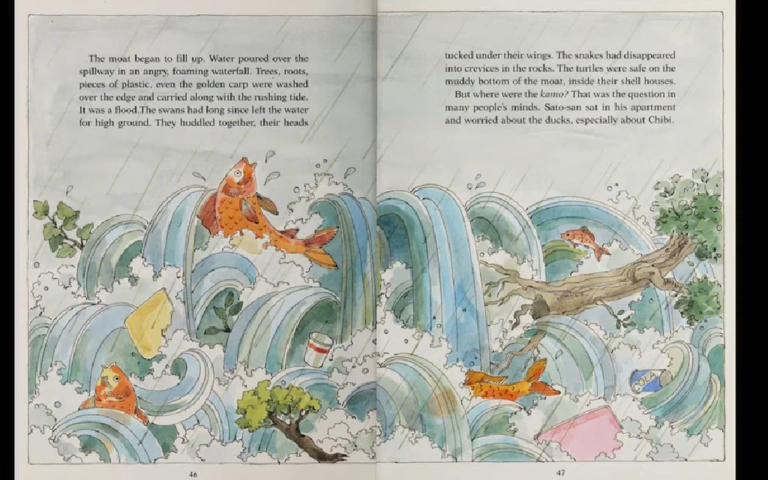 The moat began to fill up. Water poured over the
spillway in an angry, foaming waterfall. Trees, roots,
pieces of plastic, even the golden carp were washed
over the edge and carried along with the rushing tide.
It was a flood.The swans had long since left the water
for high ground. They huddled together, their heads
46
tucked under their wings. The snakes had disappeared
into crevices in the rocks. The turtles were safe on the
muddy bottom of the moat, inside their shell houses.
But where were the kamo? That was the question in
many people's minds. Sato-san sat in his apartment
and worried about the ducks, especially about Chibi.
47